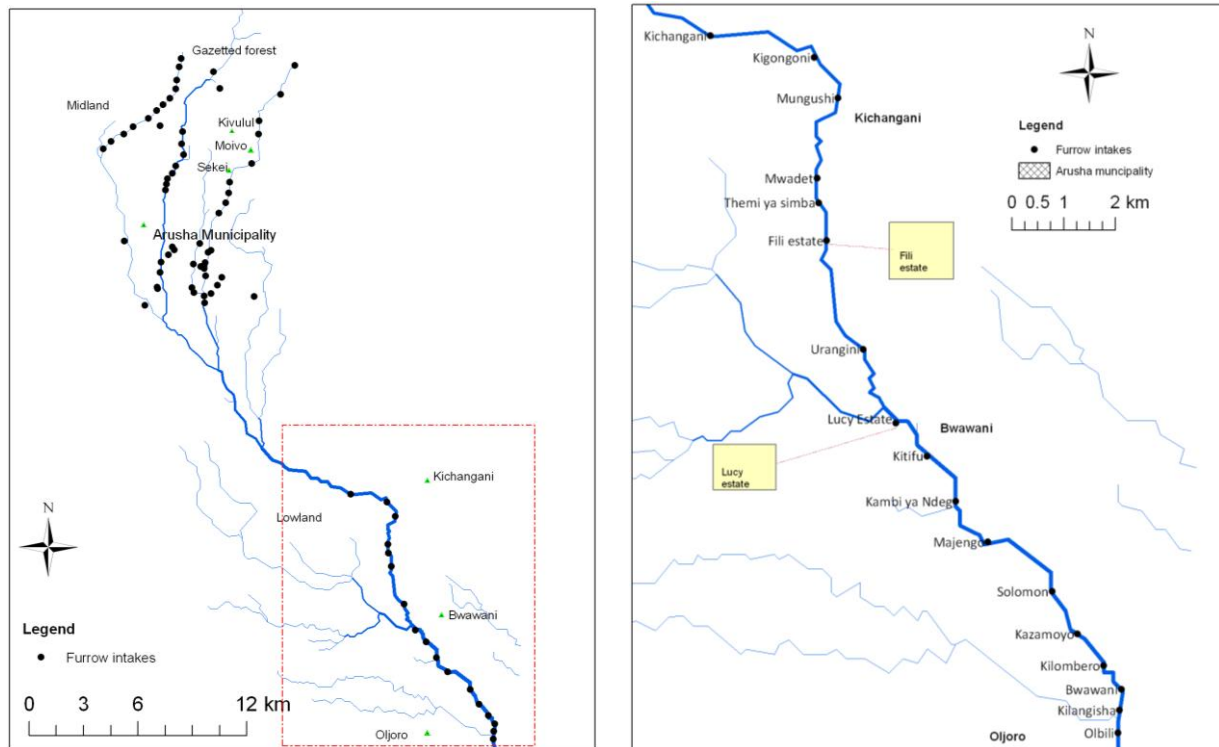 Gazetted forest
Midland
Kivulul
Moivo
Sekei
Arusha Municipality
Kichangani
Lowland
N
Bwawani
Legend
Furrow intakes
0 3 6 12 km
Oljoro
Kichangani
Kigongoni
Mungushi
Kichangani
N
Legend
Furrow intakes
Arusha muncipality
0 0.5 1 2 km
Mwadet
Themi ya simba
Fili estate
Fili
estate
Urangini
Lucy Estate
Bwawani
Kitifu
Lucy
estate
Kambi ya Ndeg
Majengo
Solomon
Kazamoyo
Kilombero
Bwawani
Kilangisha
Olbili
Oljoro